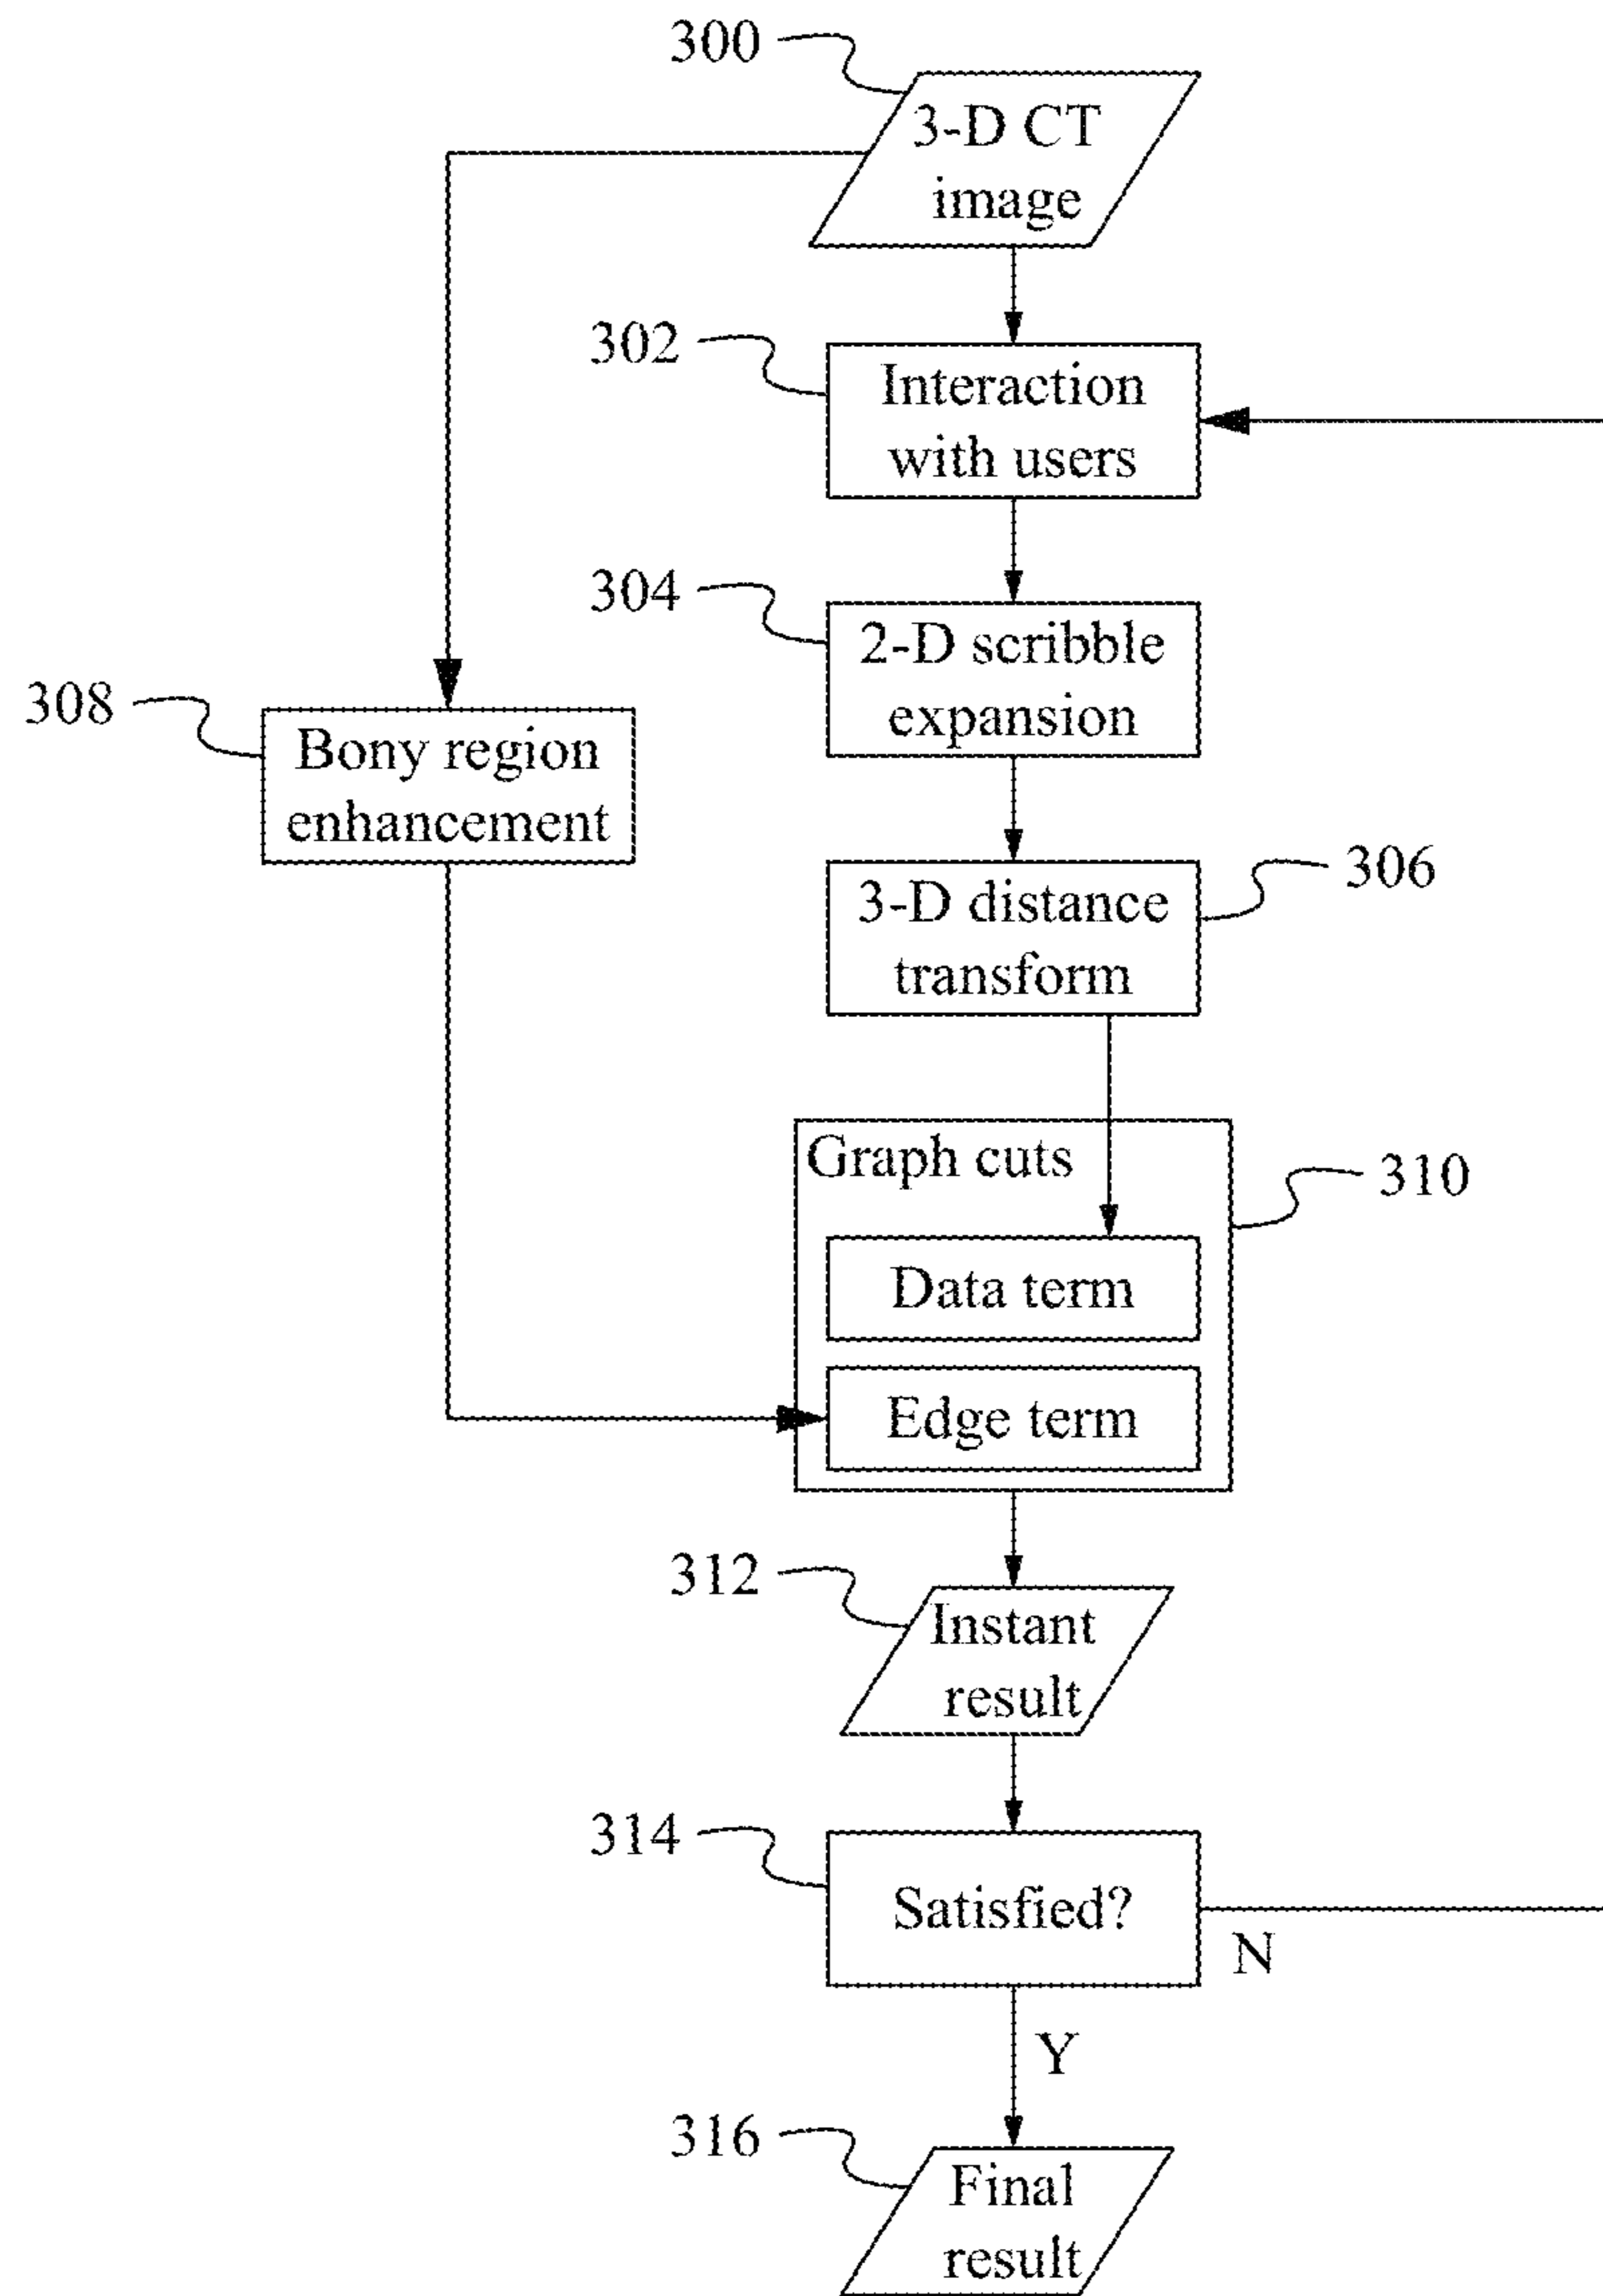 300
3-D CT
image
302
Interaction
with users
304
2-D scribble
expansion
308
Bony region
enhancement
306
3-D distance
transform
Graph cuts
310
Data term
Edge term
312
Instant
result
314
Satisfied?
N
Y
316
Final
result